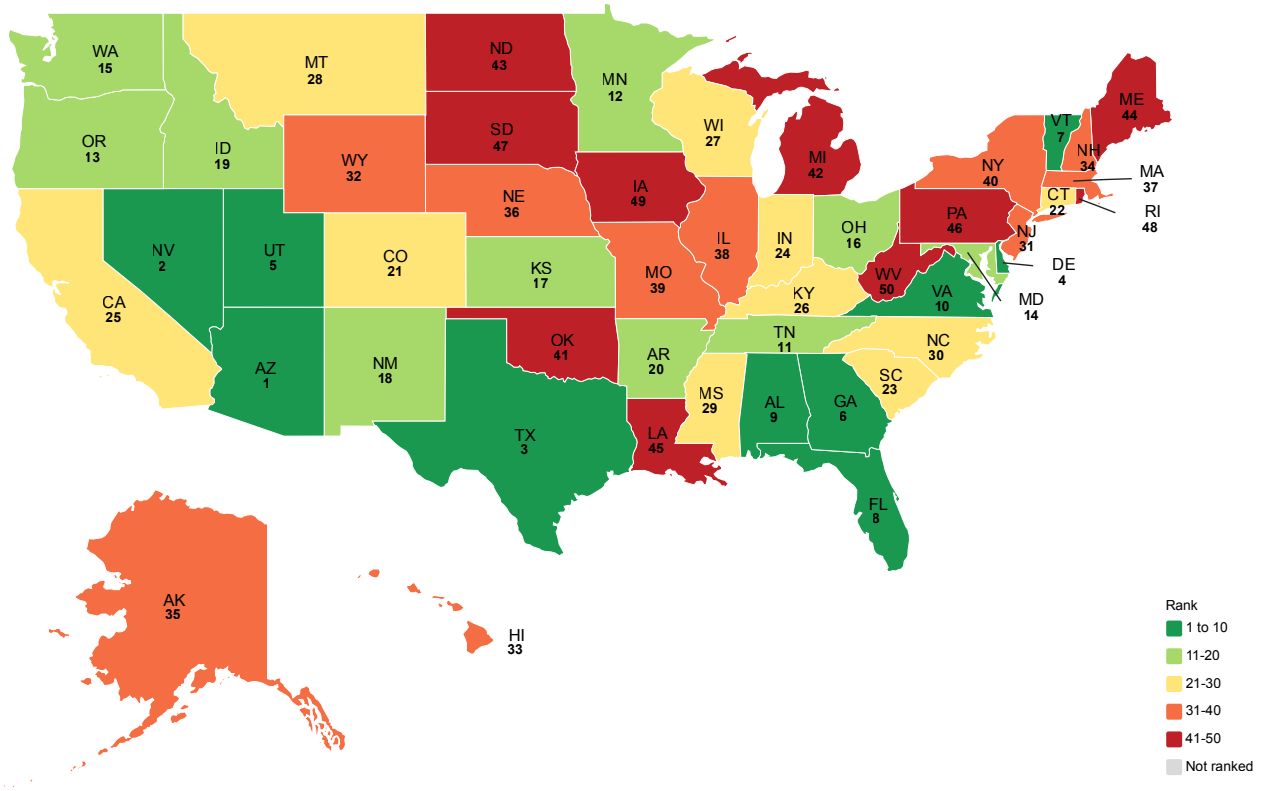 WA
15
MT
28
ND
43
MN
12
OR
13
ID
19
WY
32
SD
47
WI
27
MI
42
ME
44
VT
7
NH
34
NY
40
MA
37
CT
22
RI
48
NE
36
IA
49
IL
38
IN
24
OH
16
PA
46
NJ
31
DE
4
MD
14
NV
2
UT
5
CO
21
KS
17
MO
39
KY
26
WV
50
VA
10
CA
25
AZ
1
NM
18
OK
41
AR
20
TN
11
NC
30
SC
23
TX
3
LA
45
MS
29
AL
9
GA
6
FL
8
AK
35
HI
33
Rank
1 to 10
11-20
21-30
31-40
41-50
Not ranked